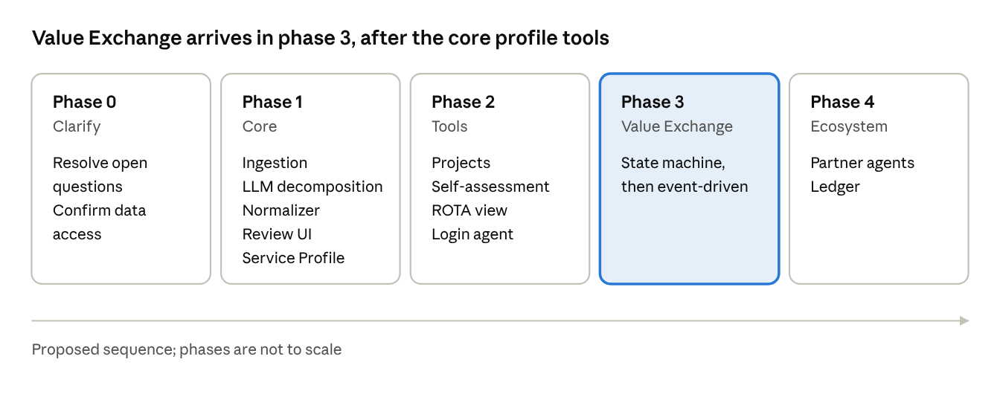 Value Exchange arrives in phase 3, after the core profile tools
Phase 0
Clarify
Resolve open
questions
Confirm data
access
Phase 1
Core
Ingestion
LLM decomposition
Normalizer
Review UI
Service Profile
Phase 2
Tools
Projects
Self-assessment
ROTA view
Login agent
Phase 3
Value Exchange
State machine,
then event-driven
Phase 4
Ecosystem
Partner agents
Ledger
Proposed sequence; phases are not to scale